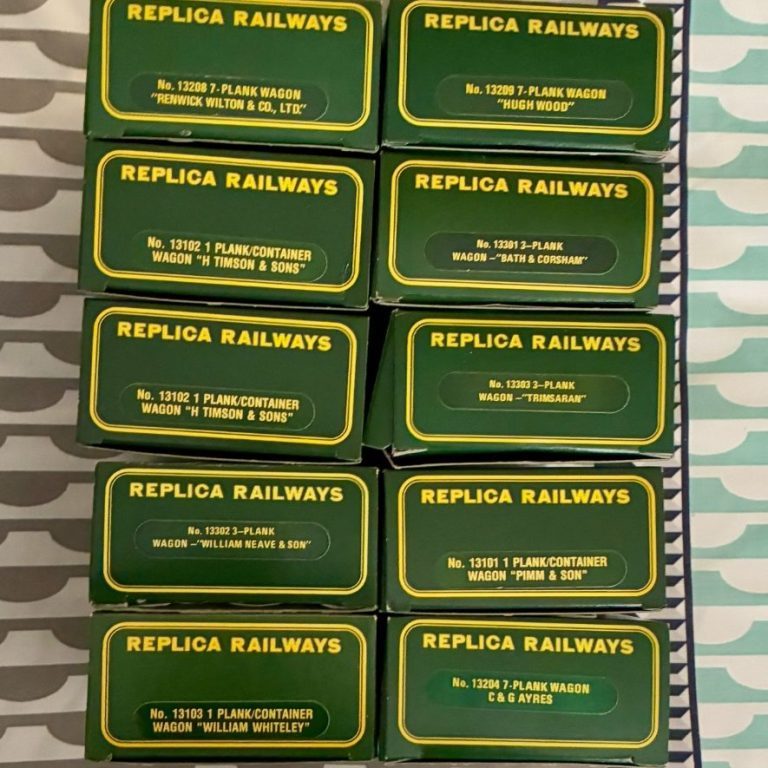 REPLICA RAILWAYS
No. 13208 7-PLANK WAGON
"RENWICK WILTON & CO., LTD."
REPLICA RAILWAYS
No. 13209 7-PLANK WAGON
"HUGH WOOD"
REPLICA RAILWAYS
No. 13102 1 PLANK/CONTAINER
WAGON "H TIMSON & SONS"
REPLICA RAILWAYS
No. 13301 3-PLANK
WAGON -"BATH & CORSHAM"
REPLICA RAILWAYS
No. 13102 1 PLANK/CONTAINER
WAGON "H TIMSON & SONS"
REPLICA RAILWAYS
No. 13303 3-PLANK
WAGON -"TRIMSARAN"
REPLICA RAILWAYS
No. 13302 3-PLANK
WAGON -"WILLIAM NEAVE & SON"
REPLICA RAILWAYS
No. 13101 1 PLANK/CONTAINER
WAGON "PIMM & SON"
REPLICA RAILWAYS
No. 13103 1 PLANK/CONTAINER
WAGON "WILLIAM WHITELEY"
REPLICA RAILWAYS
No. 13204 7-PLANK WAGON
C & G AYRES